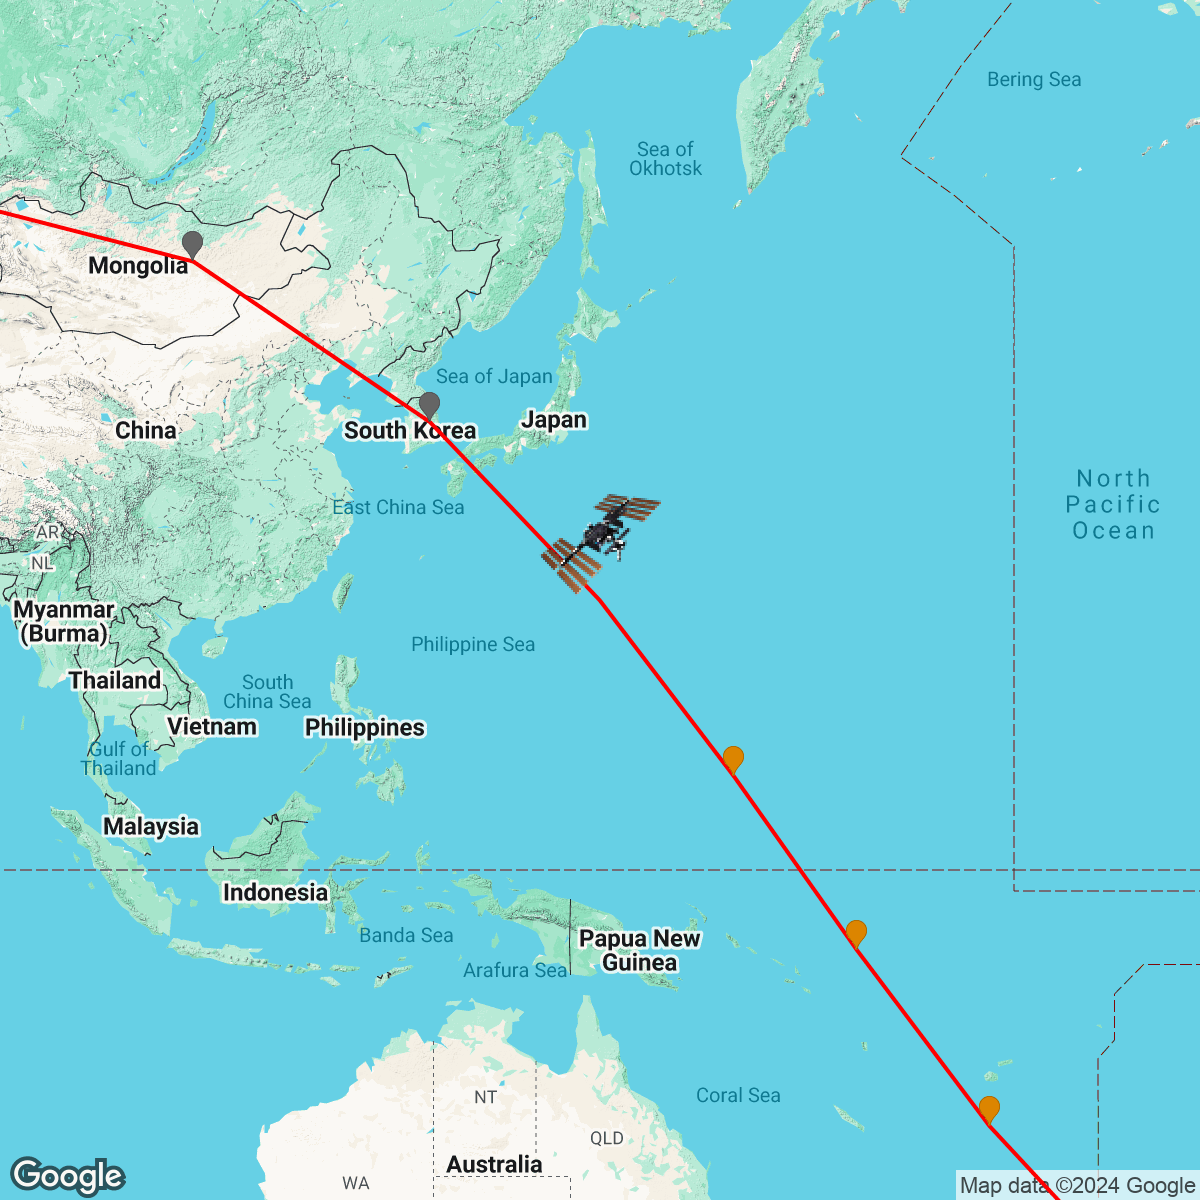 Bering Sea
Sea of
Okhotsk
Mongolia
Sea of Japan
Japan
China
South Korea
North
Pacific
Ocean
East China Sea
AR
NL
Myanmar
(Burma)
Philippine Sea
Thailand
South
China Sea
Vietnam
Philippines
Gulf of
Thailand
Malaysia
Indonesia
Banda Sea
Papua New
Guinea
Arafura Sea
NT
Coral Sea
QLD
Australia
WA
Google
Map data ©2024 Google